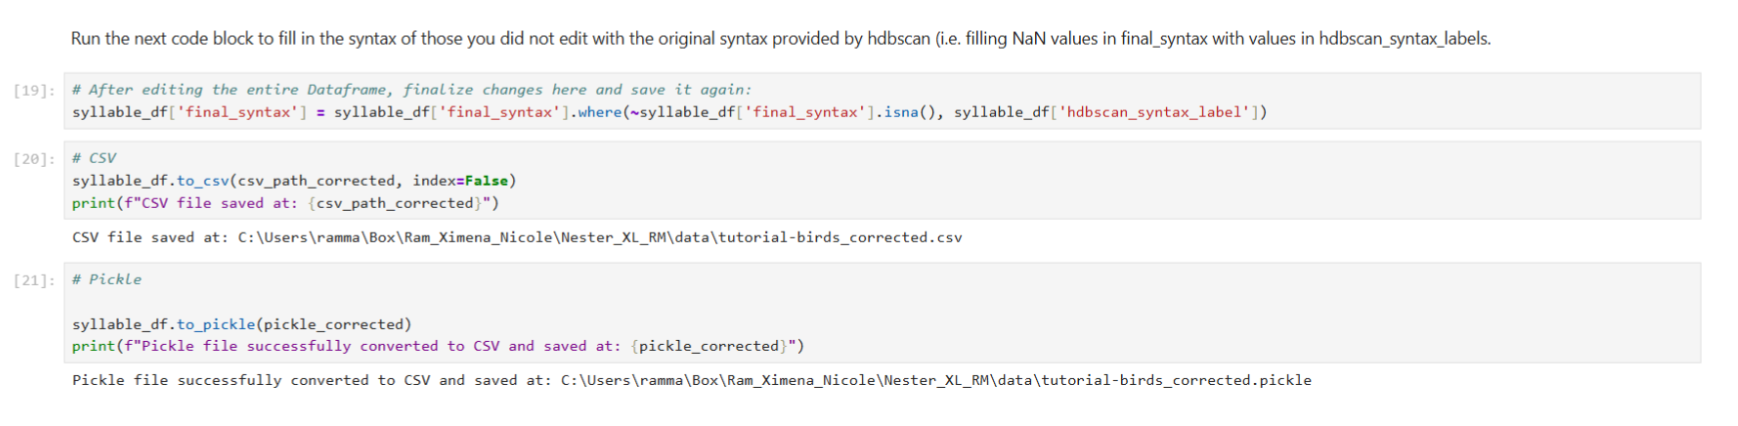 Run the next code block to fill in the syntax of those you did not edit with the original syntax provided by hdbscan (i.e. filling NaN values in final_syntax with values in hdbscan_syntax_labels.
[19]: # After editing the entire Dataframe, finalize changes here and save it again:
syllable_df['final_syntax'] = syllable_df['final_syntax'].where(~syllable_df['final_syntax'].isna(), syllable_df['hdbscan_syntax_label'])
[20]: # CSV
syllable_df.to_csv(csv_path_corrected, index=False)
print(f"CSV file saved at: {csv_path_corrected}")
CSV file saved at: C:\Users\ramma\Box\Ram_Ximena_Nicole\Nester_XL_RM\data\tutorial-birds_corrected.csv
[21]: # Pickle
syllable_df.to_pickle(pickle_corrected)
print(f"Pickle file successfully converted to CSV and saved at: {pickle_corrected}")
Pickle file successfully converted to CSV and saved at: C:\Users\ramma\Box\Ram_Ximena_Nicole\Nester_XL_RM\data\tutorial-birds_corrected.pickle